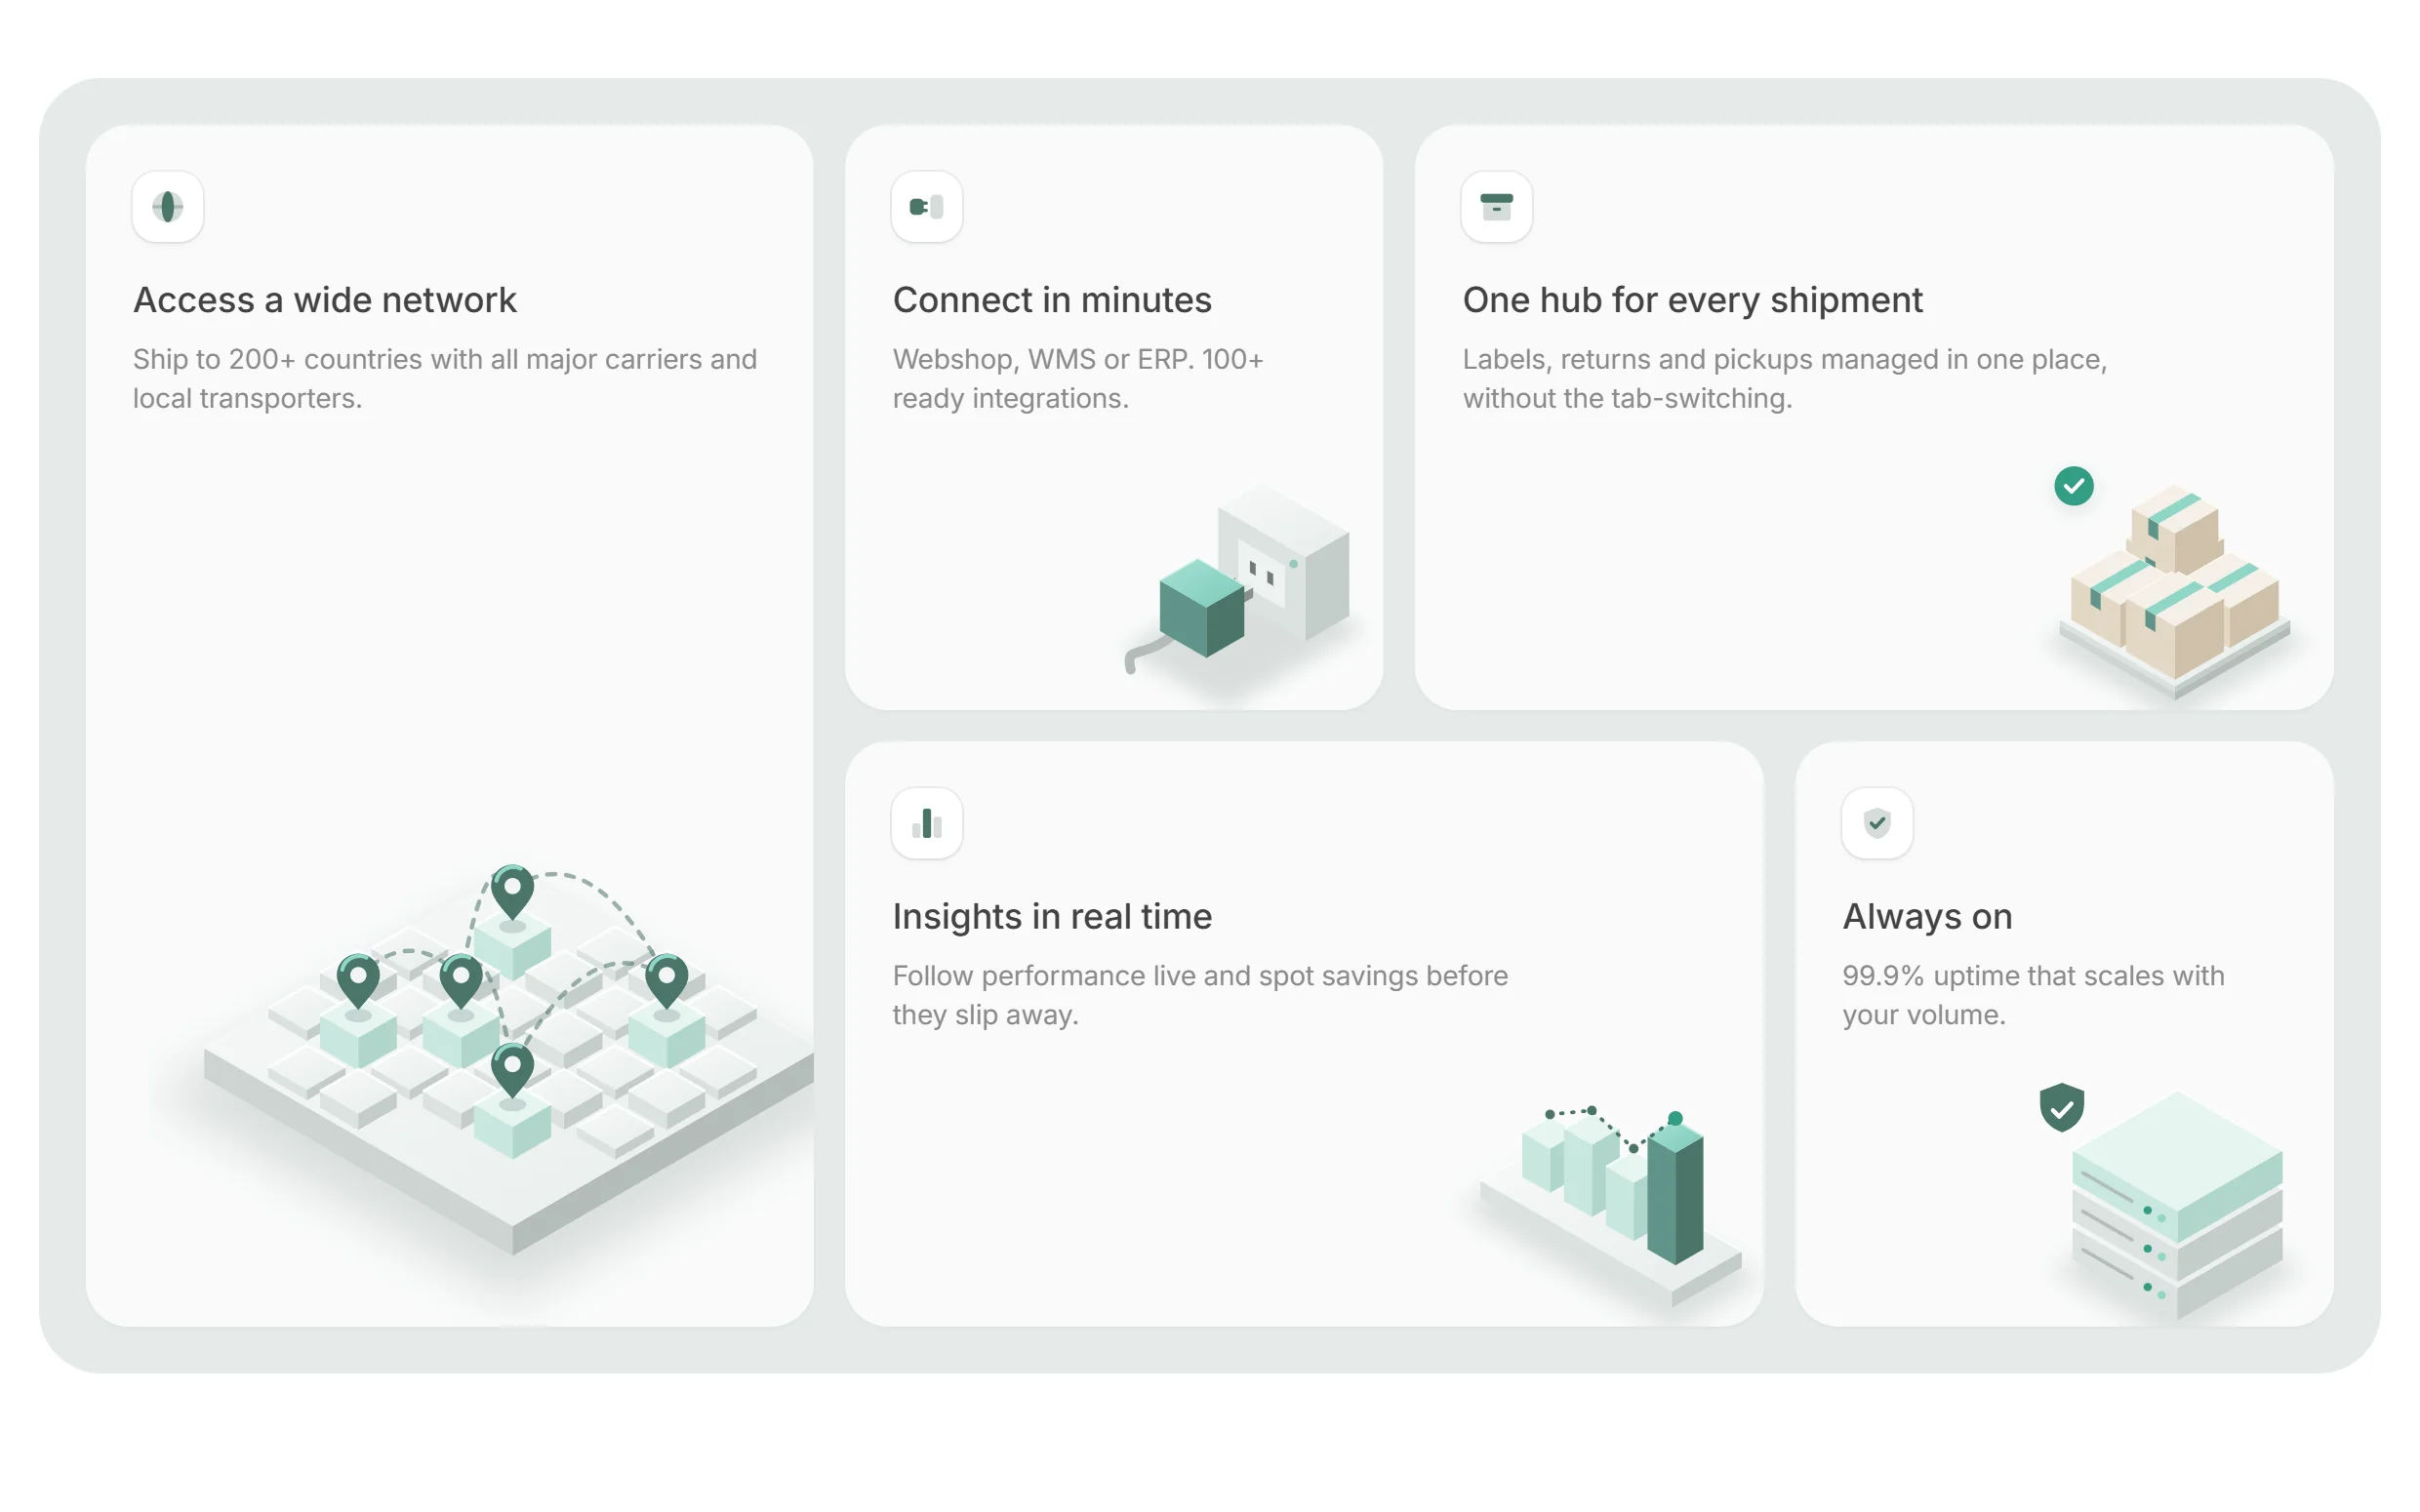 Access a wide network
Ship to 200+ countries with all major carriers and
local transporters.
Connect in minutes
Webshop, WMS or ERP. 100+
ready integrations.
One hub for every shipment
Labels, returns and pickups managed in one place,
without the tab-switching.
Insights in real time
Follow performance live and spot savings before
they slip away.
Always on
99.9% uptime that scales with
your volume.